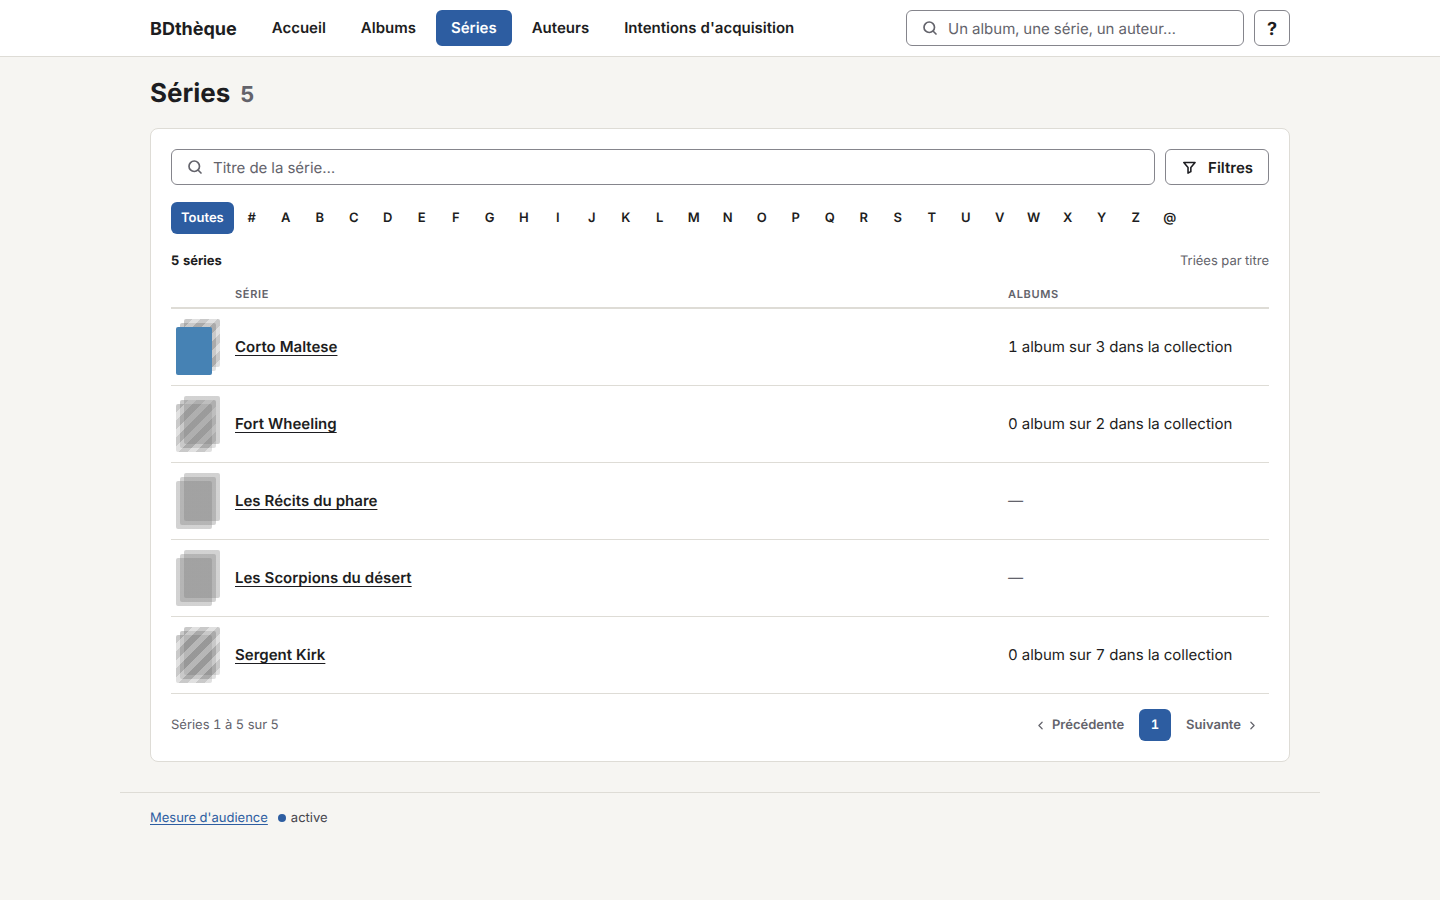 BDthèque Accueil Albums Séries Auteurs Intentions d'acquisition Un album, une série, un auteur... ?
Séries 5
Titre de la série... Filtres
Toutes # A B C D E F G H I J K L M N O P Q R S T U V W X Y Z @
5 séries Triées par titre
SÉRIE ALBUMS
Corto Maltese 1 album sur 3 dans la collection
Fort Wheeling 0 album sur 2 dans la collection
Les Récits du phare —
Les Scorpions du désert —
Sergent Kirk 0 album sur 7 dans la collection
Séries 1 à 5 sur 5 Précédente 1 Suivante
Mesure d'audience active